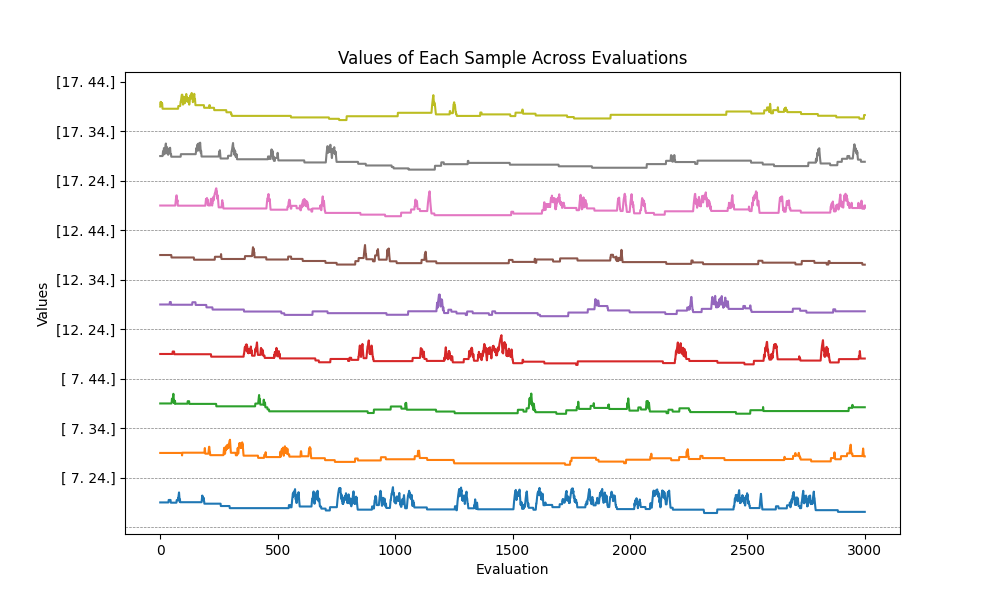 Values of Each Sample Across Evaluations
[17. 44.]
[17. 34.]
[17. 24.]
[12. 44.]
[12. 34.]
[12. 24.]
[ 7. 44.]
[ 7. 34.]
[ 7. 24.]
Values
0 500 1000 1500 2000 2500 3000
Evaluation